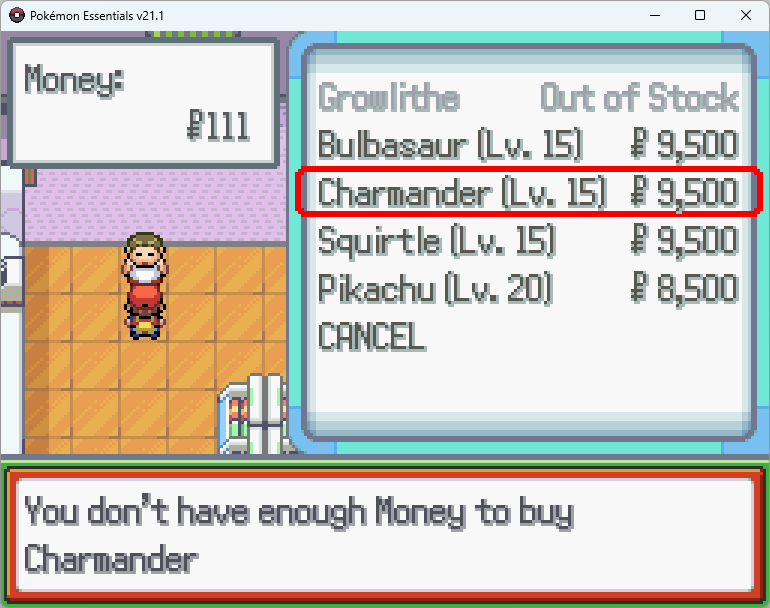 Pokémon Essentials v21.1
Money:
₽111
Growlithe Out of Stock
Bulbasaur (Lv. 15) ₽ 9,500
Charmander (Lv. 15) ₽ 9,500
Squirtle (Lv. 15) ₽ 9,500
Pikachu (Lv. 20) ₽ 8,500
CANCEL
You don't have enough Money to buy
Charmander